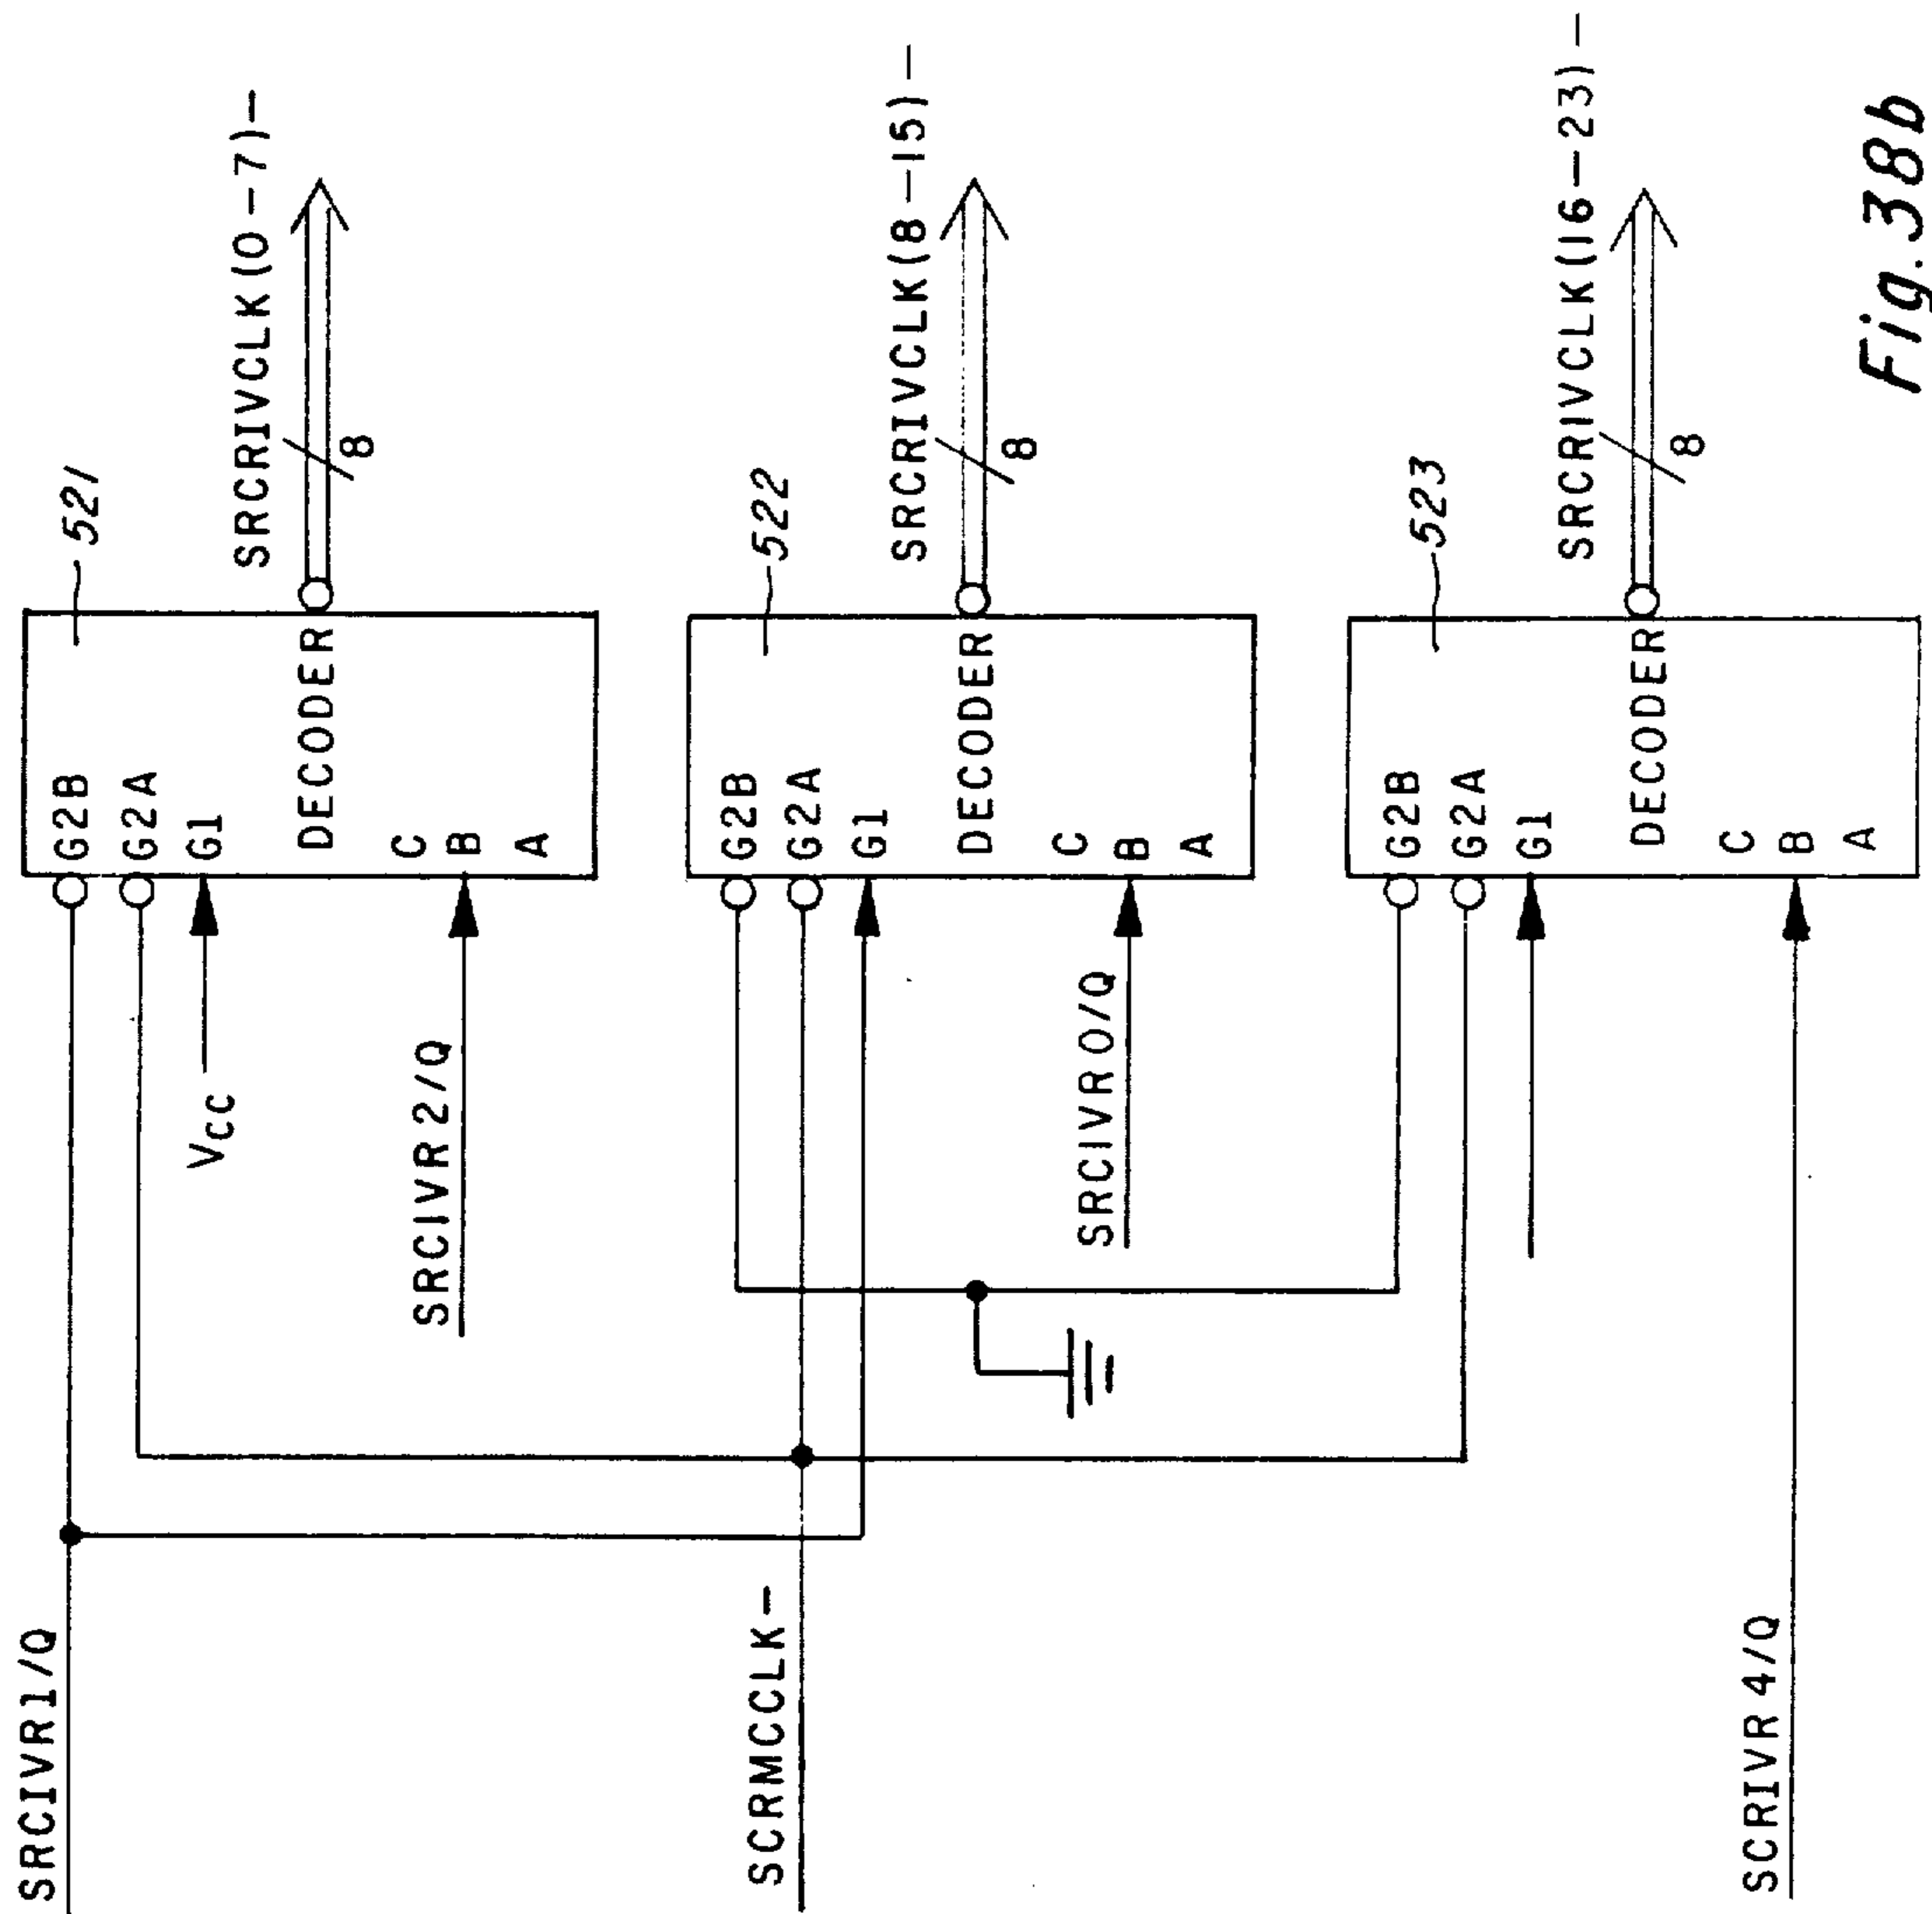 SRCIVR1/Q
G2B
G2A
G1
DECODER
C
B
A
521
SRCRIVCLK(0-7)-
8
Vcc
SRCIVR2/Q
SCRMCCLK-
G2B
G2A
G1
DECODER
C
B
A
522
SRCRIVCLK(8-15)-
8
SRCIVR0/Q
G2B
G2A
G1
DECODER
C
B
A
523
SRCRIVCLK(16-23)-
8
SCRIVR4/Q
Fig.38b